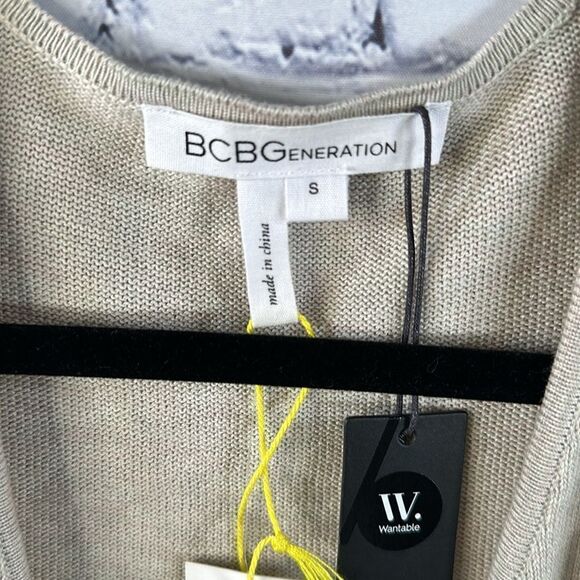 BCBGENERATION
S
made in china
W.
Wantable